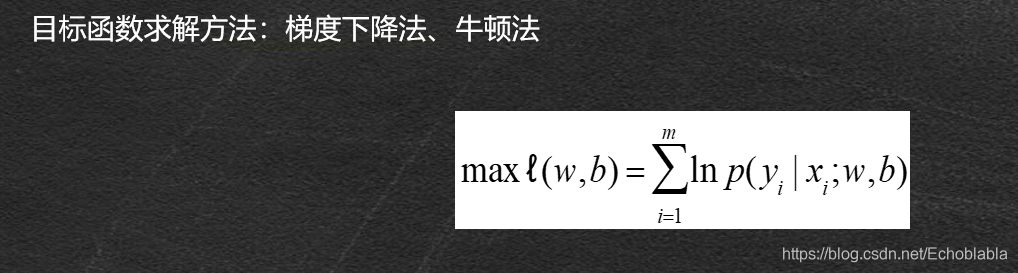 目标函数求解方法：梯度下降法、牛顿法
max ℓ(w,b) = ∑_{i=1}^{m} ln p(y_i | x_i; w,b)
https://blog.csdn.net/Echoblabla